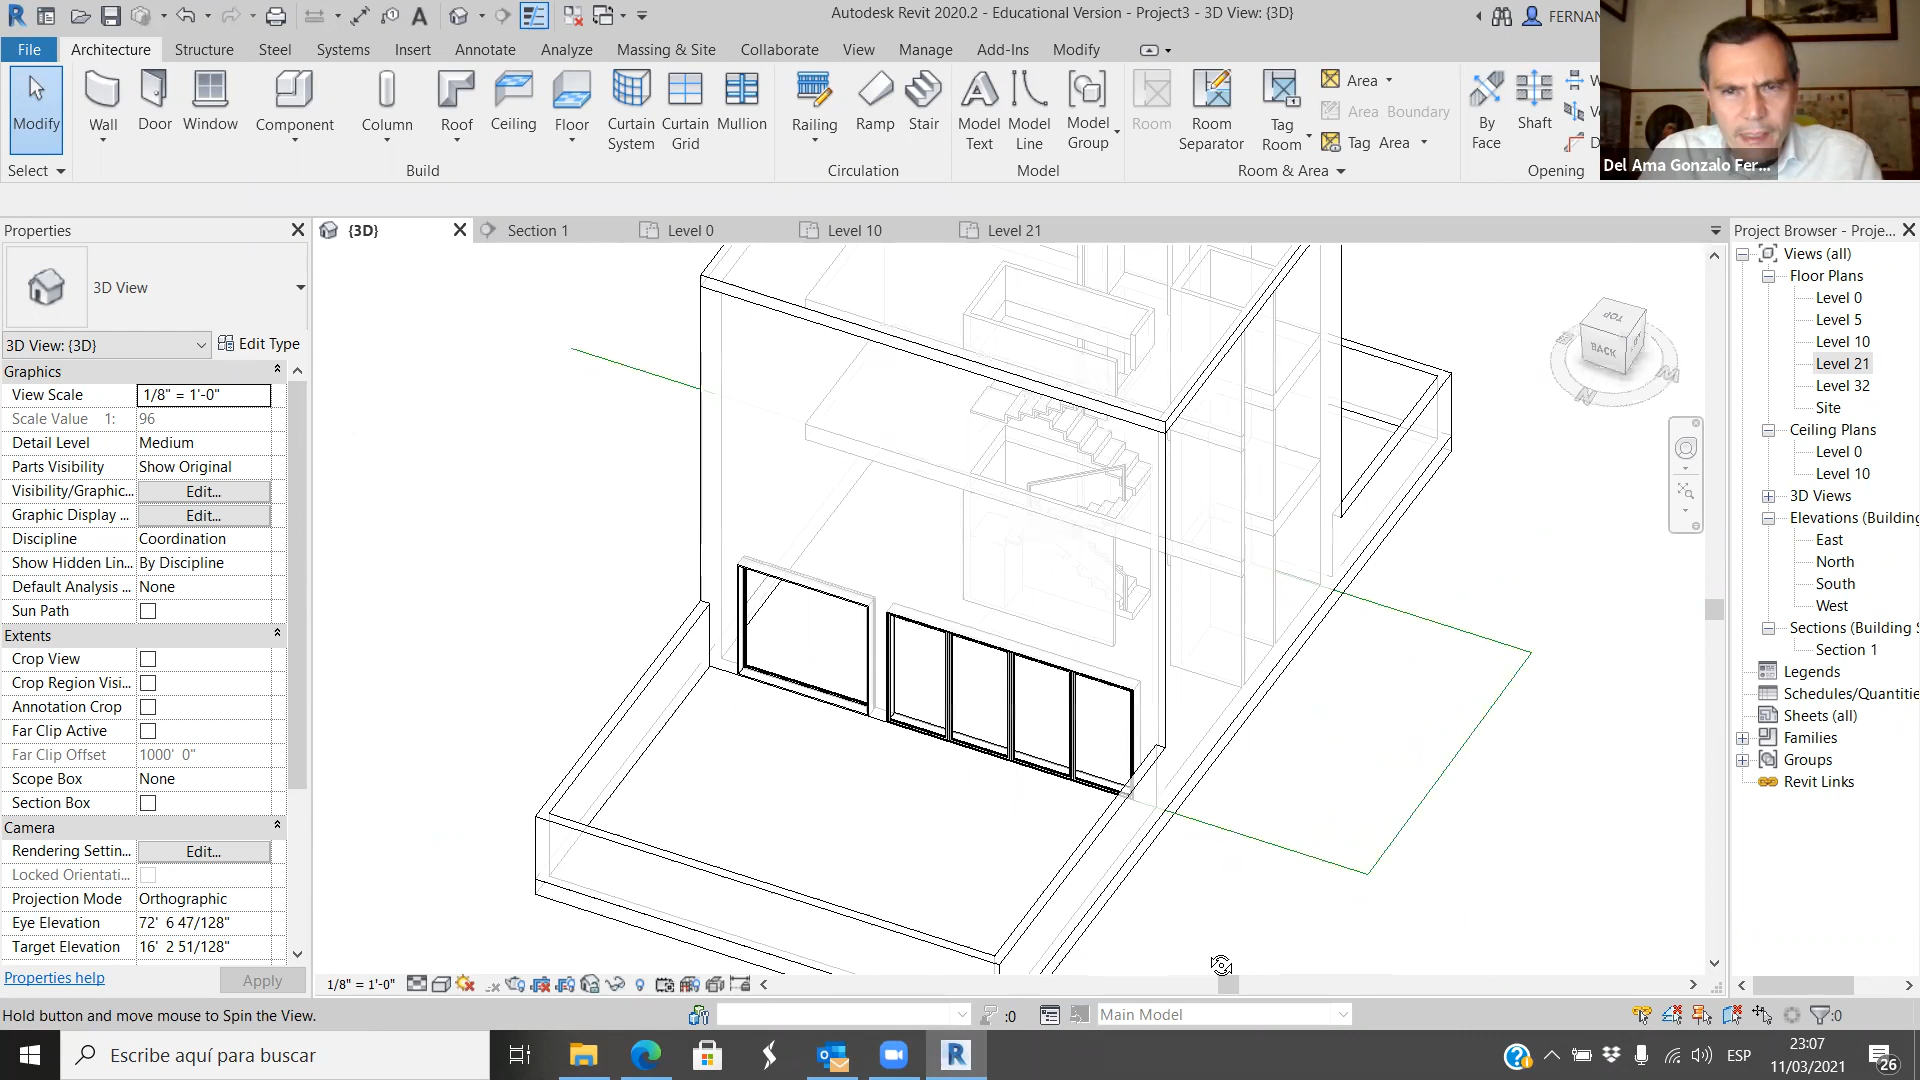 Autodesk Revit 2020.2 - Educational Version - Project3 - 3D View: {3D}
FERNAN
File Architecture Structure Steel Systems Insert Annotate Analyze Massing & Site Collaborate View Manage Add-Ins Modify
Modify Wall Door Window Component Column Roof Ceiling Floor Curtain System Curtain Grid Mullion Railing Ramp Stair Model Text Model Line Model Group Room Room Separator Tag Room By Face Shaft
Area
Area Boundary
Tag Area
Select Build Circulation Model Room & Area Opening
Del Ama Gonzalo Fer...
Properties
{3D} Section 1 Level 0 Level 10 Level 21
3D View
3D View: {3D} Edit Type
Graphics
View Scale 1/8" = 1'-0"
Scale Value 1: 96
Detail Level Medium
Parts Visibility Show Original
Visibility/Graphic... Edit...
Graphic Display ... Edit...
Discipline Coordination
Show Hidden Lin... By Discipline
Default Analysis ... None
Sun Path
Extents
Crop View
Crop Region Visi...
Annotation Crop
Far Clip Active
Far Clip Offset 1000' 0"
Scope Box None
Section Box
Camera
Rendering Settin... Edit...
Locked Orientati...
Projection Mode Orthographic
Eye Elevation 72' 6 47/128"
Target Elevation 16' 2 51/128"
Properties help Apply
TOP
BACK
N
Project Browser - Proje...
Views (all)
Floor Plans
Level 0
Level 5
Level 10
Level 21
Level 32
Site
Ceiling Plans
Level 0
Level 10
3D Views
Elevations (Building
East
North
South
West
Sections (Building S
Section 1
Legends
Schedules/Quantitie
Sheets (all)
Families
Groups
Revit Links
1/8" = 1'-0"
Hold button and move mouse to Spin the View.
:0
Main Model
:0
Escribe aquí para buscar
ESP
23:07
11/03/2021
26